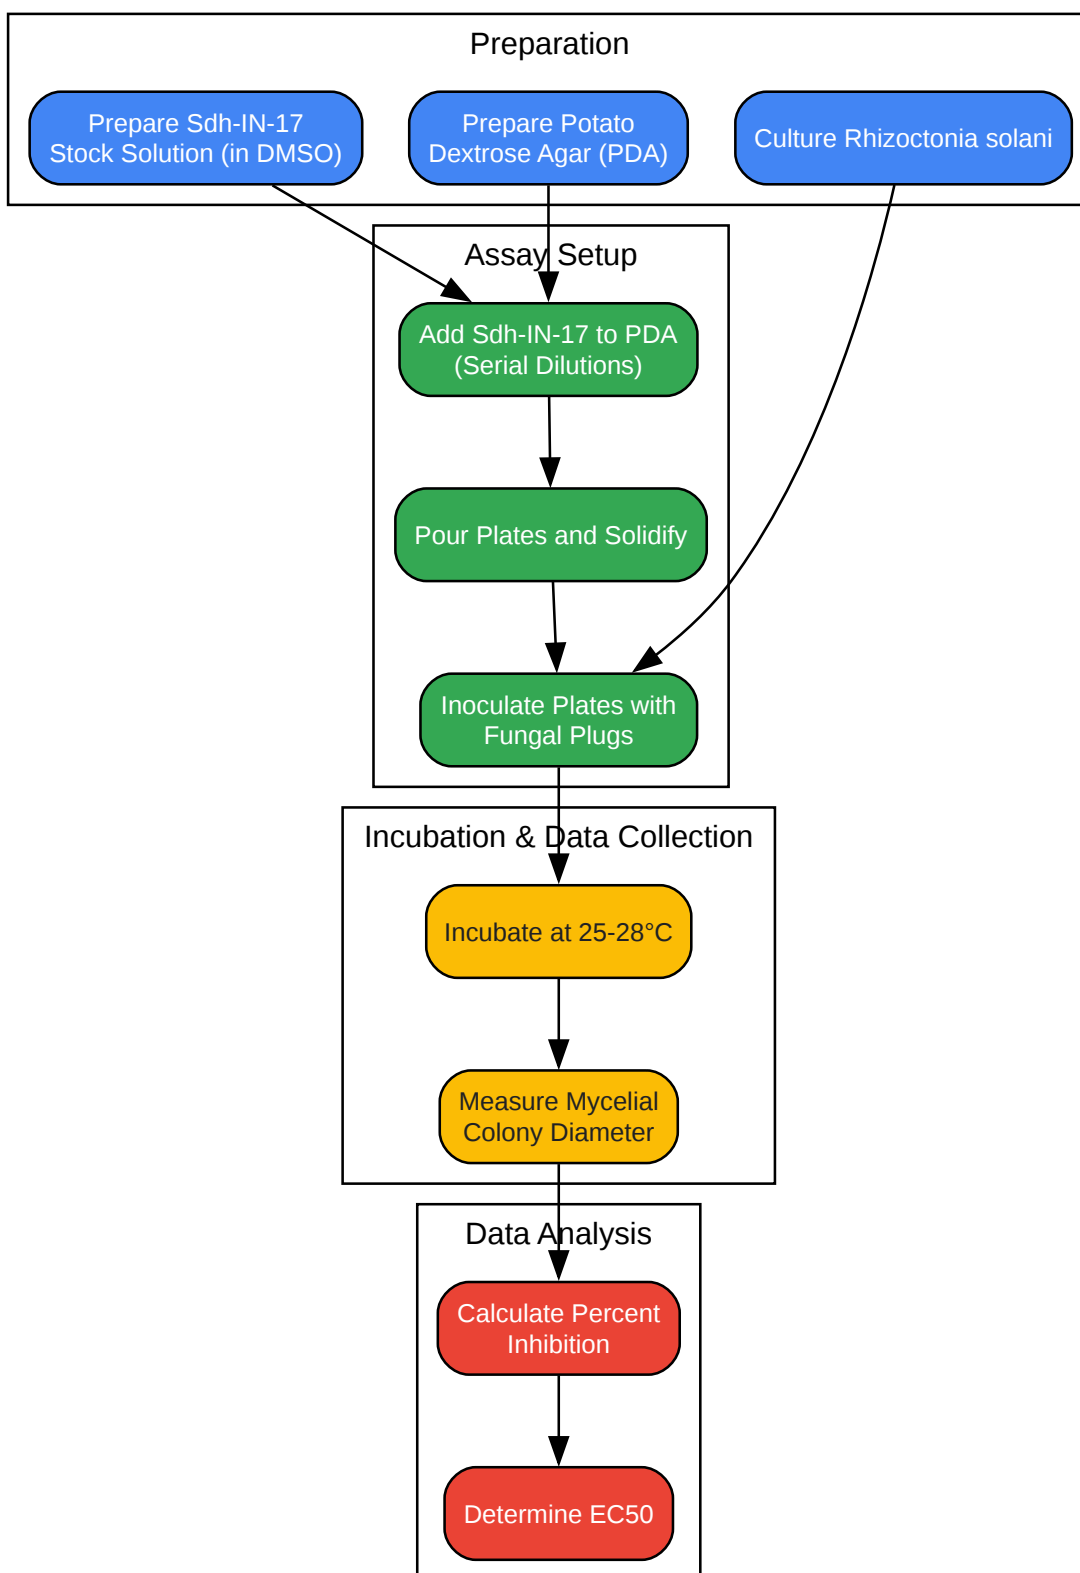 Preparation
Prepare Sdh-IN-17
Stock Solution (in DMSO)
Prepare Potato
Dextrose Agar (PDA)
Culture Rhizoctonia solani
Assay Setup
Add Sdh-IN-17 to PDA
(Serial Dilutions)
Pour Plates and Solidify
Inoculate Plates with
Fungal Plugs
Incubation & Data Collection
Incubate at 25-28°C
Measure Mycelial
Colony Diameter
Data Analysis
Calculate Percent
Inhibition
Determine EC50